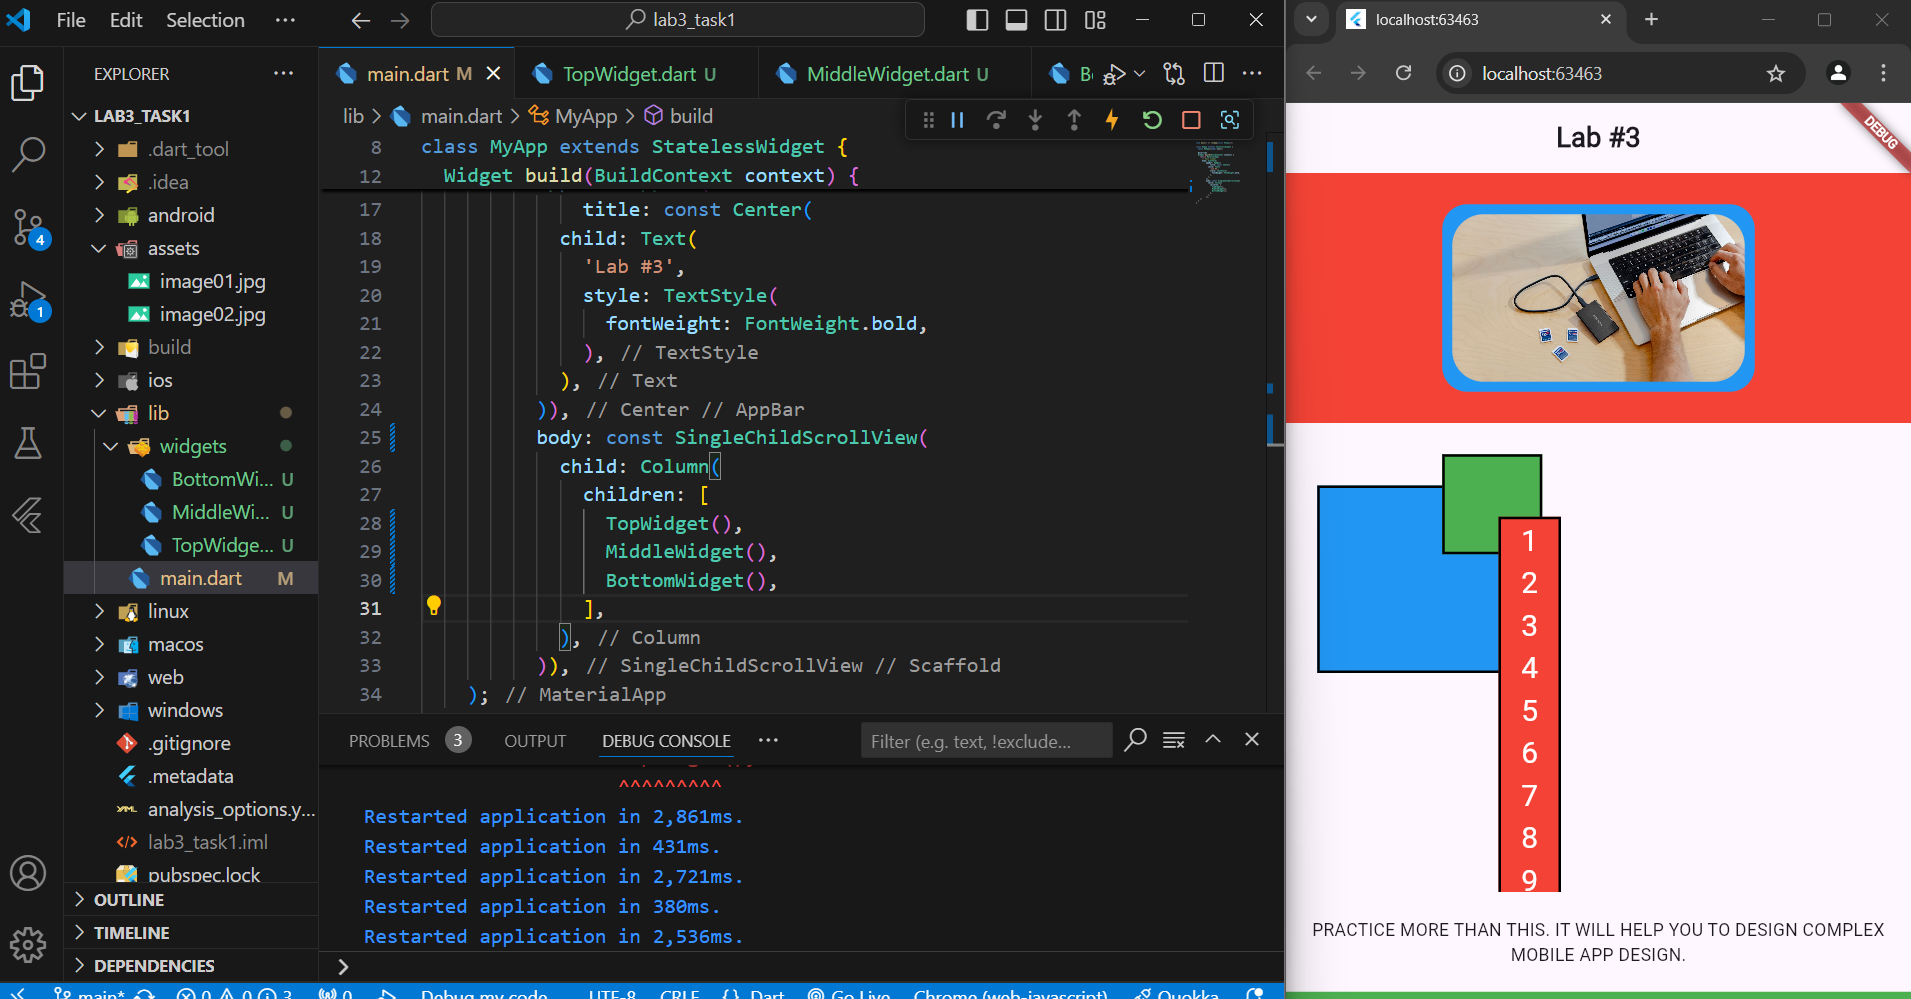 File Edit Selection ··· lab3_task1
EXPLORER ···
LAB3_TASK1
.dart_tool
.idea
android
assets
image01.jpg
image02.jpg
build
ios
lib
widgets
BottomWi... U
MiddleWi... U
TopWidge... U
main.dart M
linux
macos
web
windows
.gitignore
.metadata
analysis_options.y...
lab3_task1.iml
pubspec.lock
OUTLINE
TIMELINE
DEPENDENCIES
4
1
main.dart M TopWidget.dart U MiddleWidget.dart U
lib > main.dart > MyApp > build
8 class MyApp extends StatelessWidget {
12 Widget build(BuildContext context) {
17 title: const Center(
18 child: Text(
19 'Lab #3',
20 style: TextStyle(
21 fontWeight: FontWeight.bold,
22 ), // TextStyle
23 ), // Text
24 )), // Center // AppBar
25 body: const SingleChildScrollView(
26 child: Column(
27 children: [
28 TopWidget(),
29 MiddleWidget(),
30 BottomWidget(),
31 ],
32 ), // Column
33 )), // SingleChildScrollView // Scaffold
34 ); // MaterialApp
PROBLEMS 3 OUTPUT DEBUG CONSOLE ··· Filter (e.g. text, !exclude...
^^^^^^^^^
Restarted application in 2,861ms.
Restarted application in 431ms.
Restarted application in 2,721ms.
Restarted application in 380ms.
Restarted application in 2,536ms.
>
main* 0 0 3 0 Debug my code UTF-8 CRLF {} Dart Go Live Chrome (web-javascript) Quokka
localhost:63463
localhost:63463
Lab #3
DEBUG
1
2
3
4
5
6
7
8
9
PRACTICE MORE THAN THIS. IT WILL HELP YOU TO DESIGN COMPLEX
MOBILE APP DESIGN.